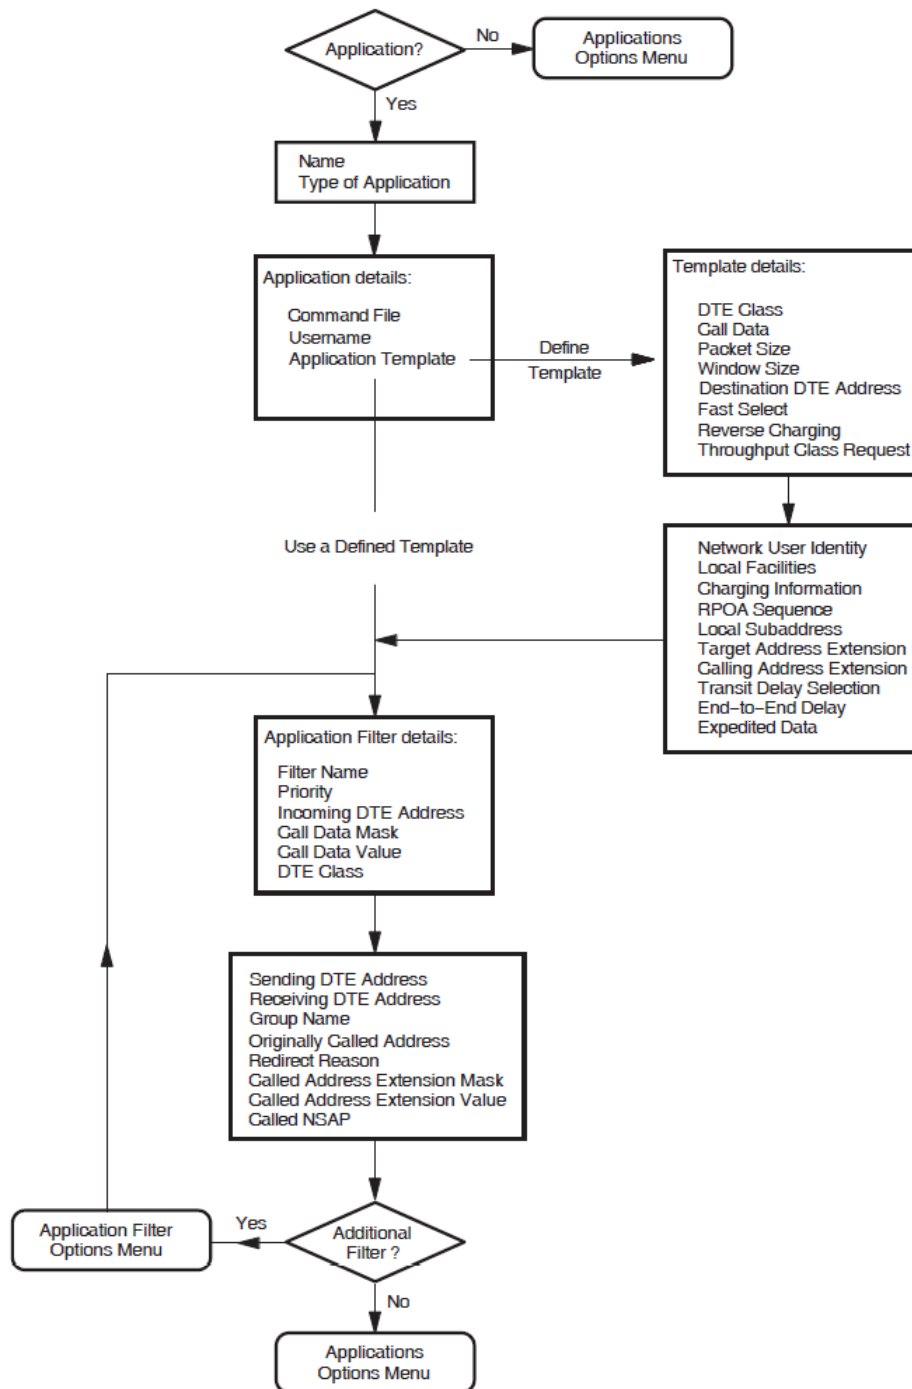 Application?
No
Applications
Options Menu
Yes
Name
Type of Application
Application details:
Command File
Username
Application Template
Define
Template
Template details:
DTE Class
Call Data
Packet Size
Window Size
Destination DTE Address
Fast Select
Reverse Charging
Throughput Class Request
Use a Defined Template
Network User Identity
Local Facilities
Charging Information
RPOA Sequence
Local Subaddress
Target Address Extension
Calling Address Extension
Transit Delay Selection
End-to-End Delay
Expedited Data
Application Filter details:
Filter Name
Priority
Incoming DTE Address
Call Data Mask
Call Data Value
DTE Class
Sending DTE Address
Receiving DTE Address
Group Name
Originally Called Address
Redirect Reason
Called Address Extension Mask
Called Address Extension Value
Called NSAP
Application Filter
Options Menu
Yes
Additional
Filter ?
No
Applications
Options Menu